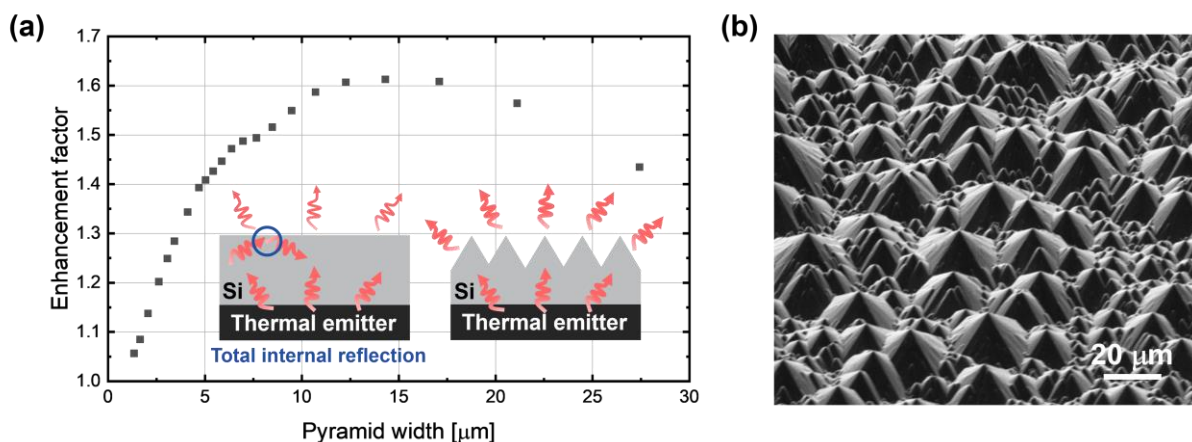 (a)
1.7
1.6
1.5
1.4
1.3
1.2
1.1
1.0
Enhancement factor
0
5
10
15
20
25
30
Pyramid width [μm]
Si
Thermal emitter
Total internal reflection
Si
Thermal emitter
(b)
20 μm